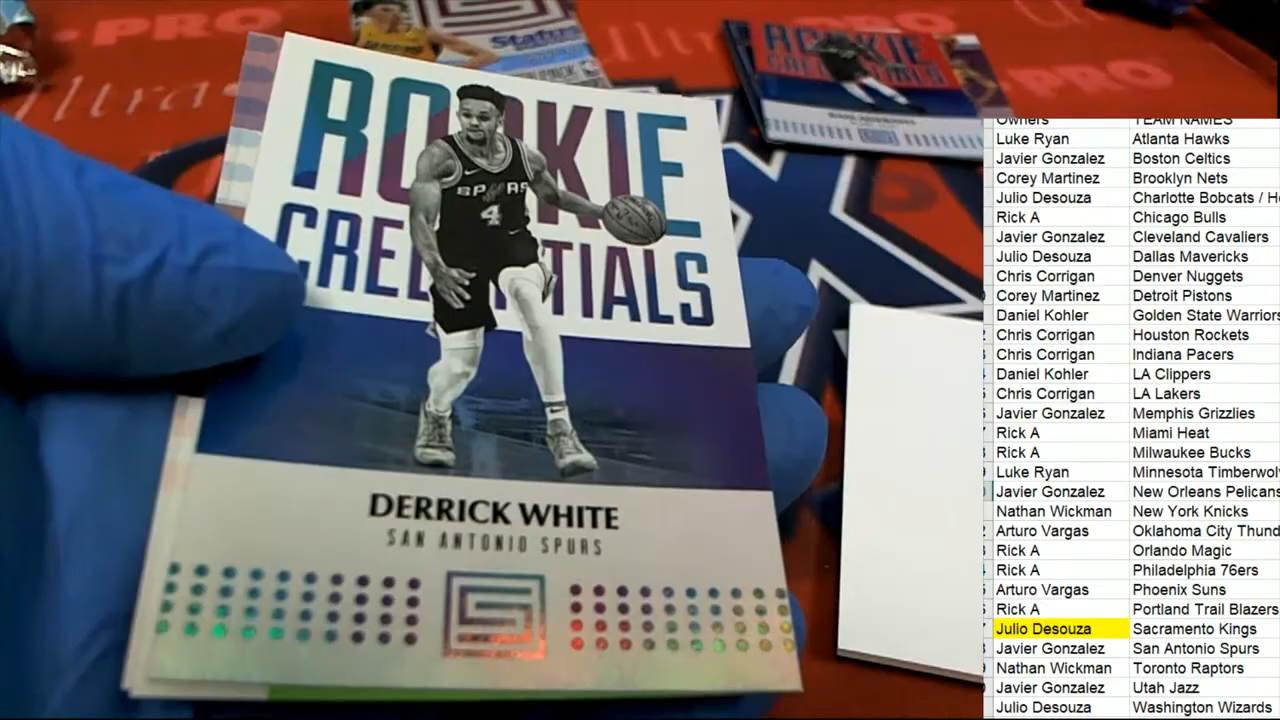 PRO
Ultra
Status
ROOKIE
CREDENTIALS
PRO
ROOKIE
CREDENTIALS
SPURS
4
DERRICK WHITE
SAN ANTONIO SPURS
Owners TEAM NAMES
Luke Ryan Atlanta Hawks
Javier Gonzalez Boston Celtics
Corey Martinez Brooklyn Nets
Julio Desouza Charlotte Bobcats / H
Rick A Chicago Bulls
Javier Gonzalez Cleveland Cavaliers
Julio Desouza Dallas Mavericks
Chris Corrigan Denver Nuggets
Corey Martinez Detroit Pistons
Daniel Kohler Golden State Warriors
Chris Corrigan Houston Rockets
Chris Corrigan Indiana Pacers
Daniel Kohler LA Clippers
Chris Corrigan LA Lakers
Javier Gonzalez Memphis Grizzlies
Rick A Miami Heat
Rick A Milwaukee Bucks
Luke Ryan Minnesota Timberwol
Javier Gonzalez New Orleans Pelicans
Nathan Wickman New York Knicks
Arturo Vargas Oklahoma City Thund
Rick A Orlando Magic
Rick A Philadelphia 76ers
Arturo Vargas Phoenix Suns
Rick A Portland Trail Blazers
Julio Desouza Sacramento Kings
Javier Gonzalez San Antonio Spurs
Nathan Wickman Toronto Raptors
Javier Gonzalez Utah Jazz
Julio Desouza Washington Wizards